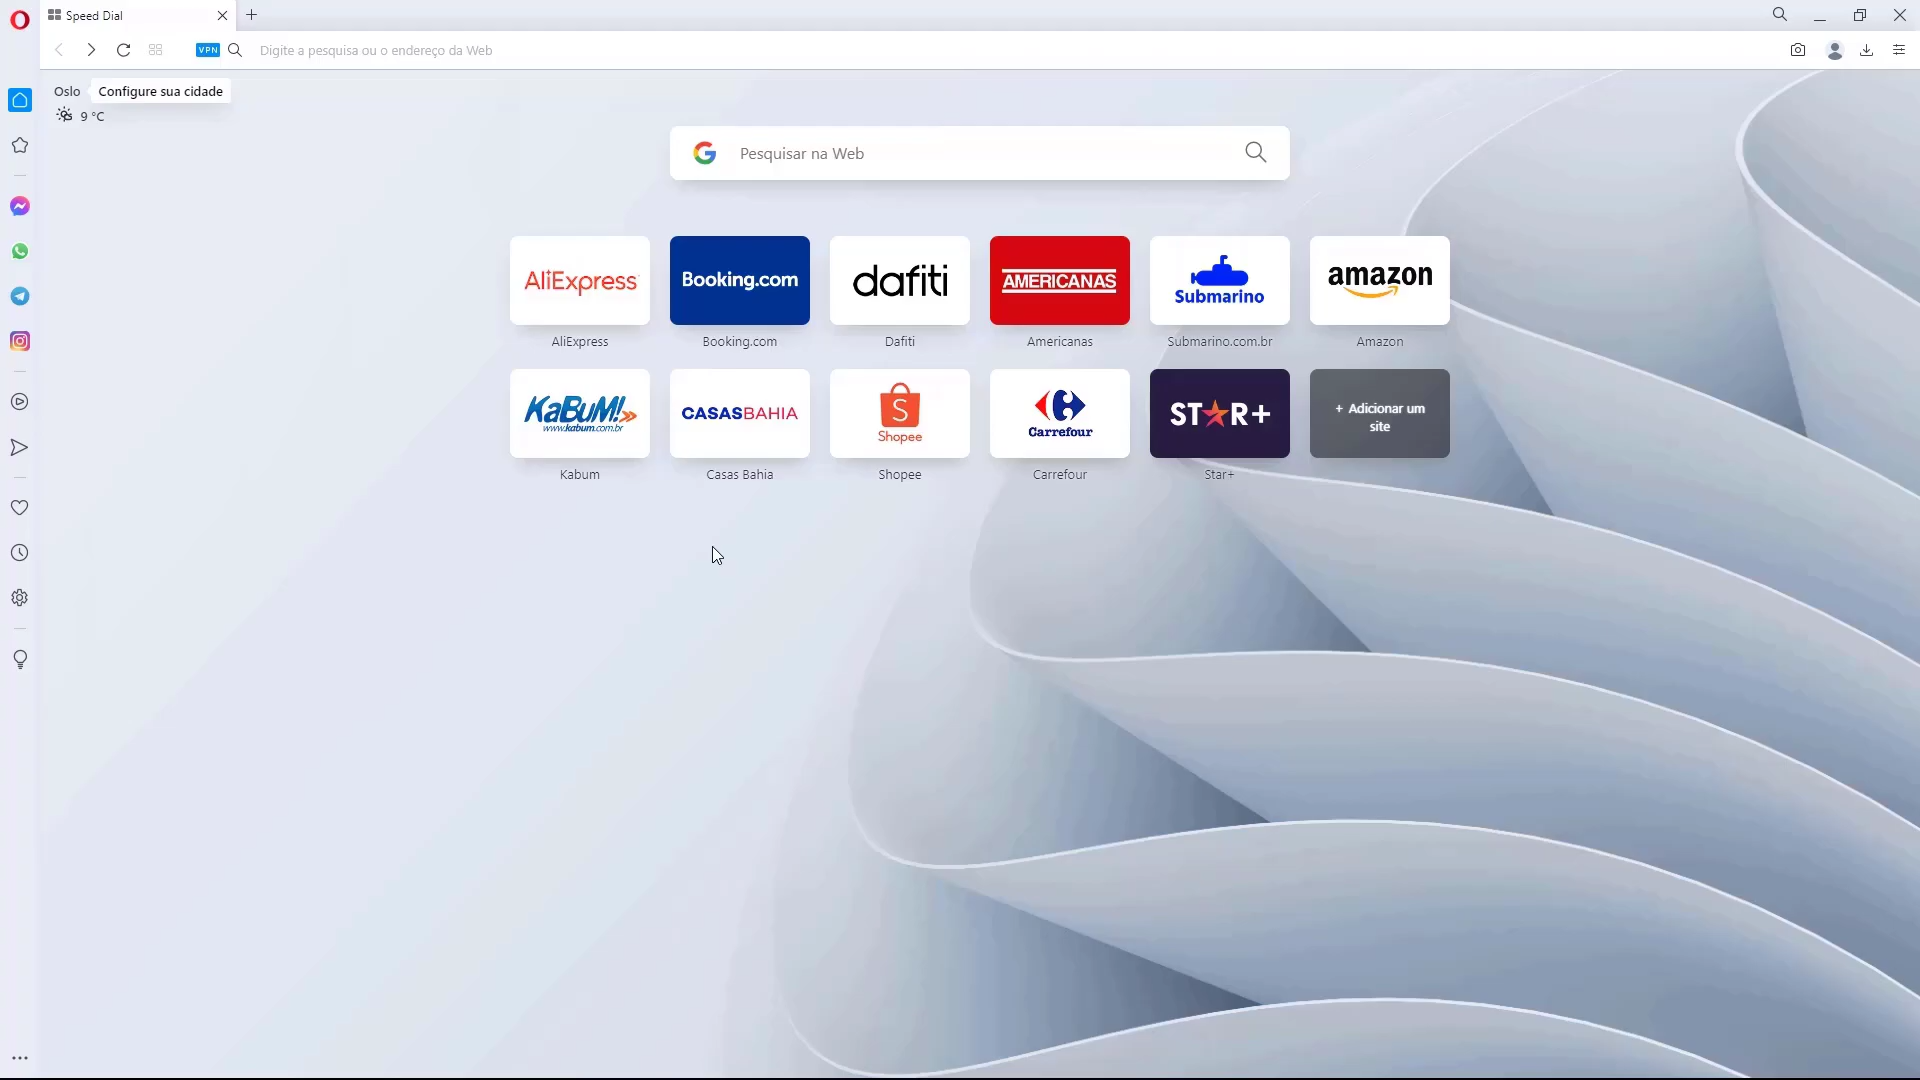 Speed Dial
VPN
Digite a pesquisa ou o endereço da Web
Oslo
Configure sua cidade
9 °C
Pesquisar na Web
AliExpress
Booking.com
dafiti
AMERICANAS
Submarino
amazon
AliExpress
Booking.com
Dafiti
Americanas
Submarino.com.br
Amazon
KaBuM!
www.kabum.com.br
CASASBAHIA
S
Shopee
Carrefour
ST★R+
+ Adicionar um
site
Kabum
Casas Bahia
Shopee
Carrefour
Star+